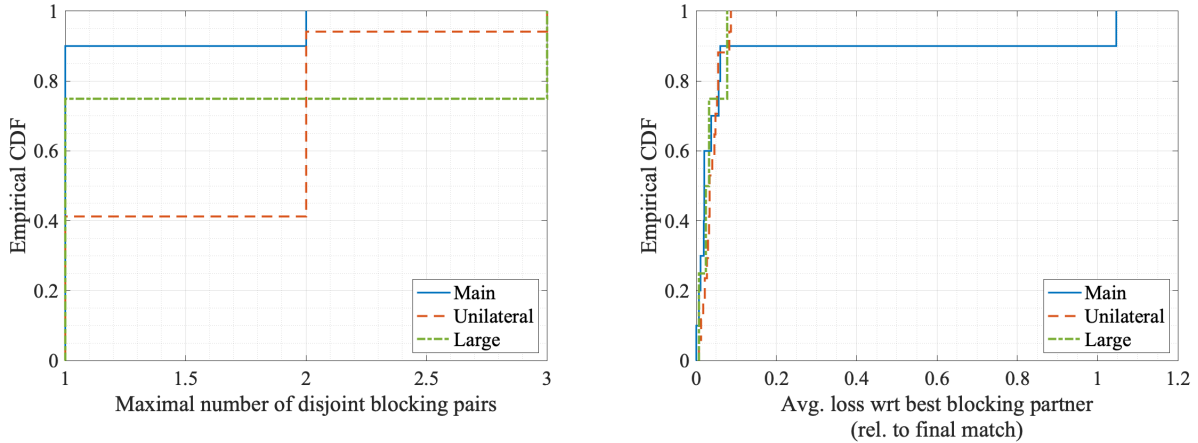 1
0.8
0.6
0.4
0.2
0
Empirical CDF
1
1.5
2
2.5
3
Maximal number of disjoint blocking pairs
Main
Unilateral
Large
1
0.8
0.6
0.4
0.2
0
Empirical CDF
0
0.2
0.4
0.6
0.8
1
1.2
Avg. loss wrt best blocking partner
(rel. to final match)
Main
Unilateral
Large